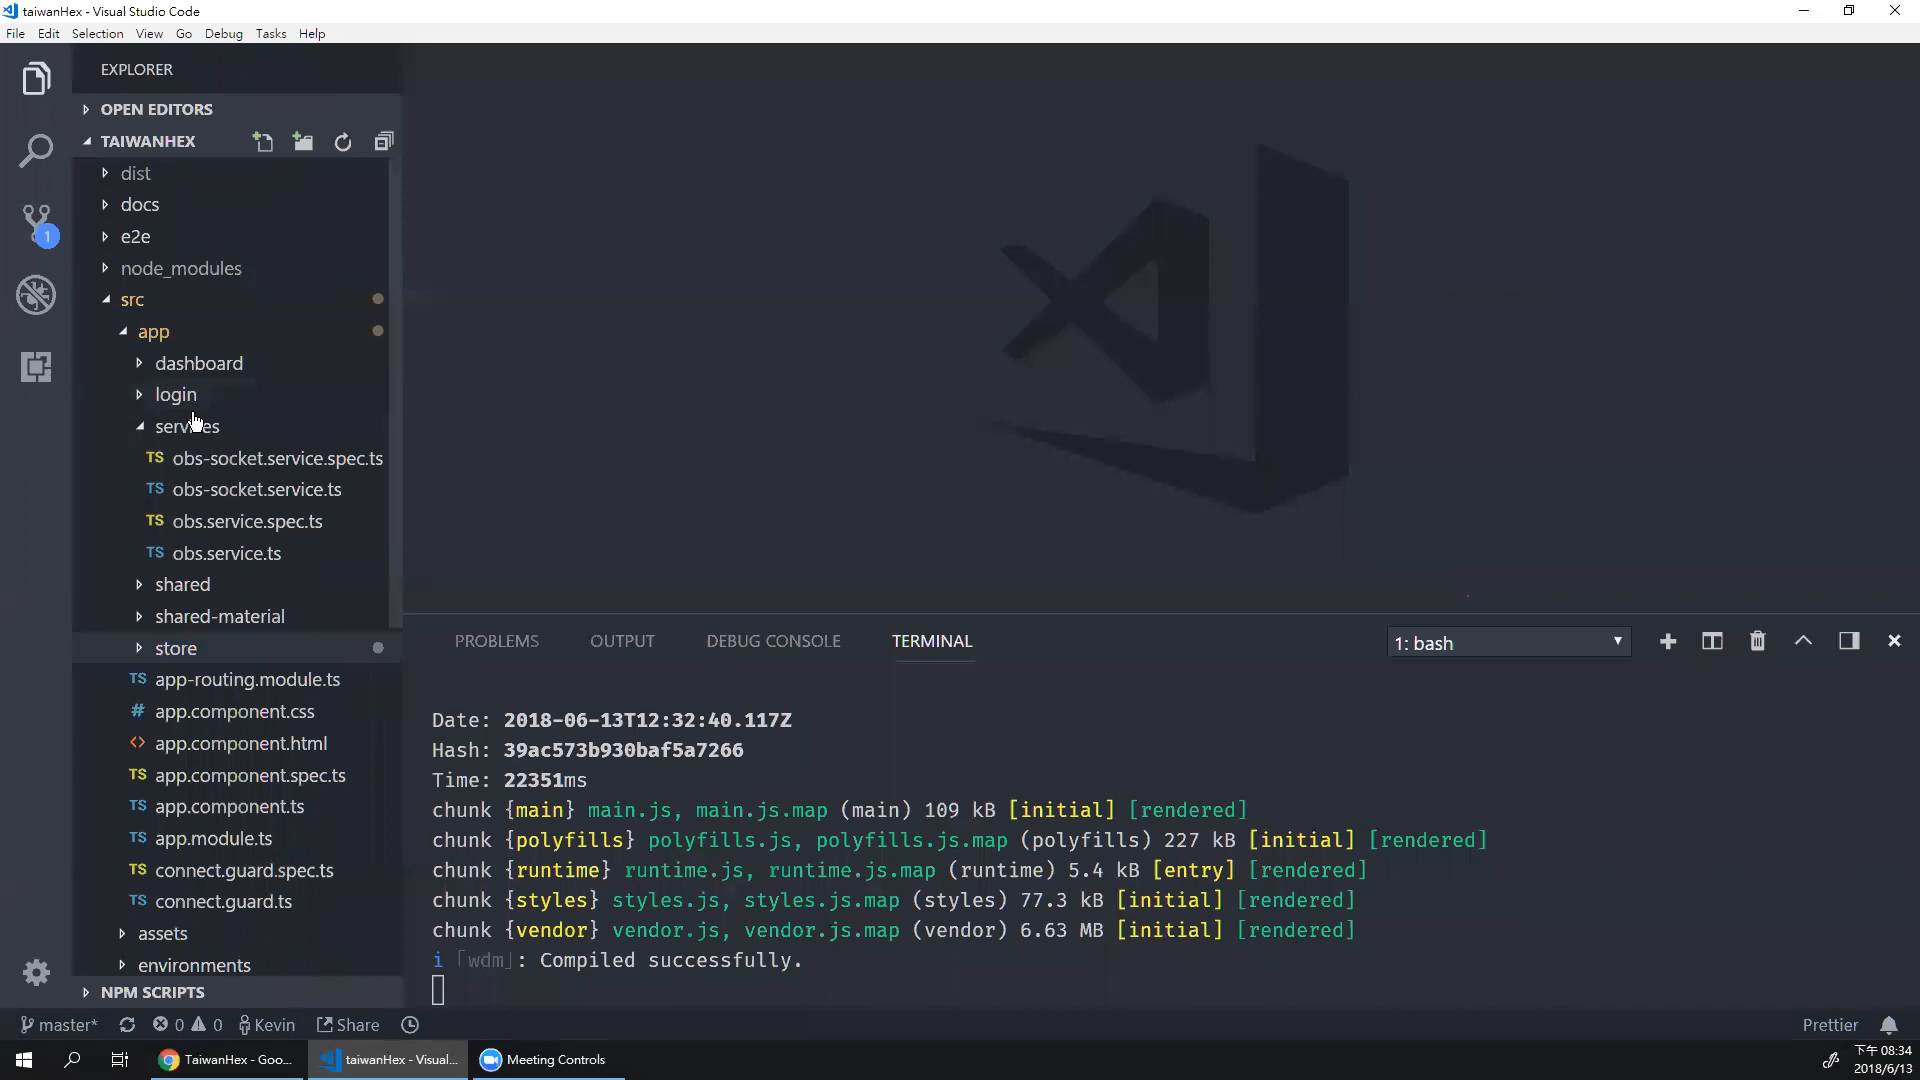 taiwanHex - Visual Studio Code
File Edit Selection View Go Debug Tasks Help
EXPLORER
OPEN EDITORS
TAIWANHEX
dist
docs
e2e
node_modules
1
src
app
dashboard
login
services
TS obs-socket.service.spec.ts
TS obs-socket.service.ts
TS obs.service.spec.ts
TS obs.service.ts
shared
shared-material
store
TS app-routing.module.ts
# app.component.css
<> app.component.html
TS app.component.spec.ts
TS app.component.ts
TS app.module.ts
TS connect.guard.spec.ts
TS connect.guard.ts
assets
environments
NPM SCRIPTS
PROBLEMS OUTPUT DEBUG CONSOLE TERMINAL 1: bash
Date: 2018-06-13T12:32:40.117Z
Hash: 39ac573b930baf5a7266
Time: 22351ms
chunk {main} main.js, main.js.map (main) 109 kB [initial] [rendered]
chunk {polyfills} polyfills.js, polyfills.js.map (polyfills) 227 kB [initial] [rendered]
chunk {runtime} runtime.js, runtime.js.map (runtime) 5.4 kB [entry] [rendered]
chunk {styles} styles.js, styles.js.map (styles) 77.3 kB [initial] [rendered]
chunk {vendor} vendor.js, vendor.js.map (vendor) 6.63 MB [initial] [rendered]
i ｢wdm｣: Compiled successfully.
master* 0 0 Kevin Share Prettier
TaiwanHex - Goo... taiwanHex - Visual... Meeting Controls
下午 08:34
2018/6/13